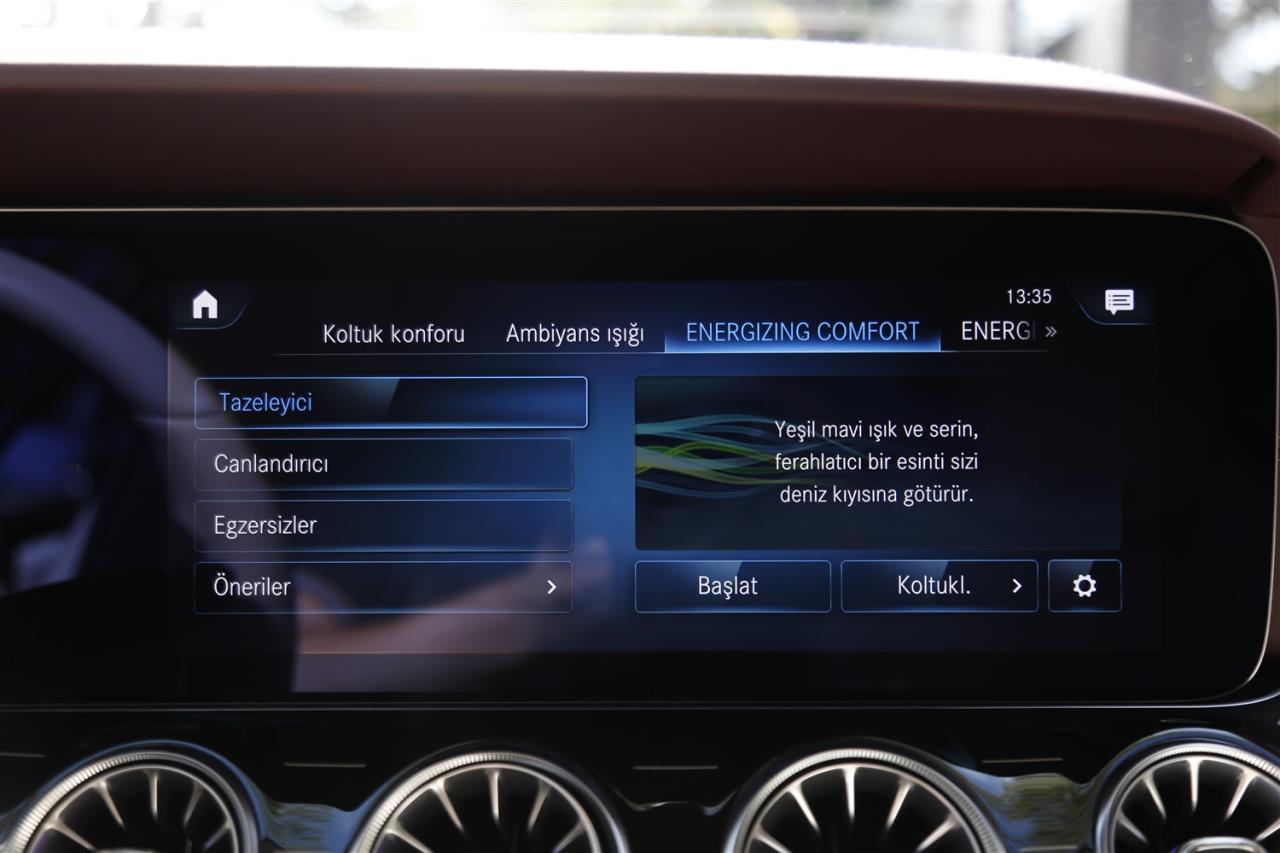 13:35
Koltuk konforu Ambiyans ışığı ENERGIZING COMFORT ENERG »
Tazeleyici
Canlandırıcı
Egzersizler
Öneriler
Yeşil mavi ışık ve serin,
ferahlatıcı bir esinti sizi
deniz kıyısına götürür.
Başlat Koltukl.